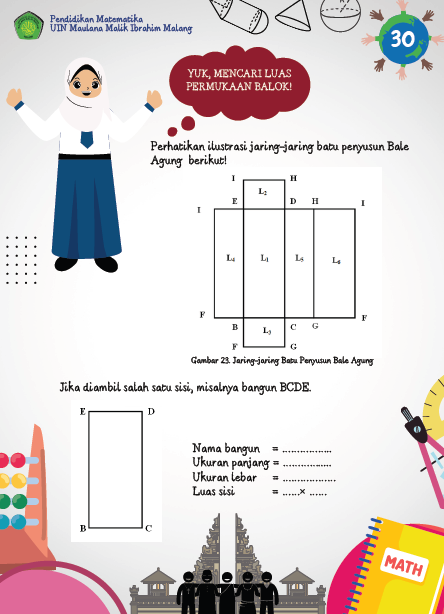 Pendidikan Matematika
UIN Maulana Malik Ibrahim Malang
30
YUK, MENCARI LUAS
PERMUKAAN BALOK!
Perhatikan ilustrasi jaring-jaring batu penyusun Bale
Agung berikut!
I H
L₂
E D H I
I
L₄ L₁ L₅ L₆
F F
B C G
L₃
F G
Gambar 23. Jaring-jaring Batu Penyusun Bale Agung
Jika diambil salah satu sisi, misalnya bangun BCDE.
E D
Nama bangun = .................
Ukuran panjang = .................
Ukuran lebar = ..................
Luas sisi = ......× ......
B C
MATH